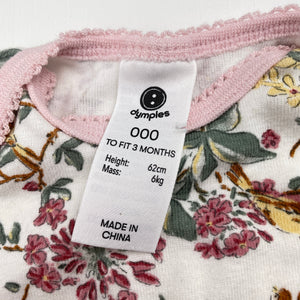 dymples
000
TO FIT 3 MONTHS
Height: 62cm
Mass: 6kg
MADE IN
CHINA